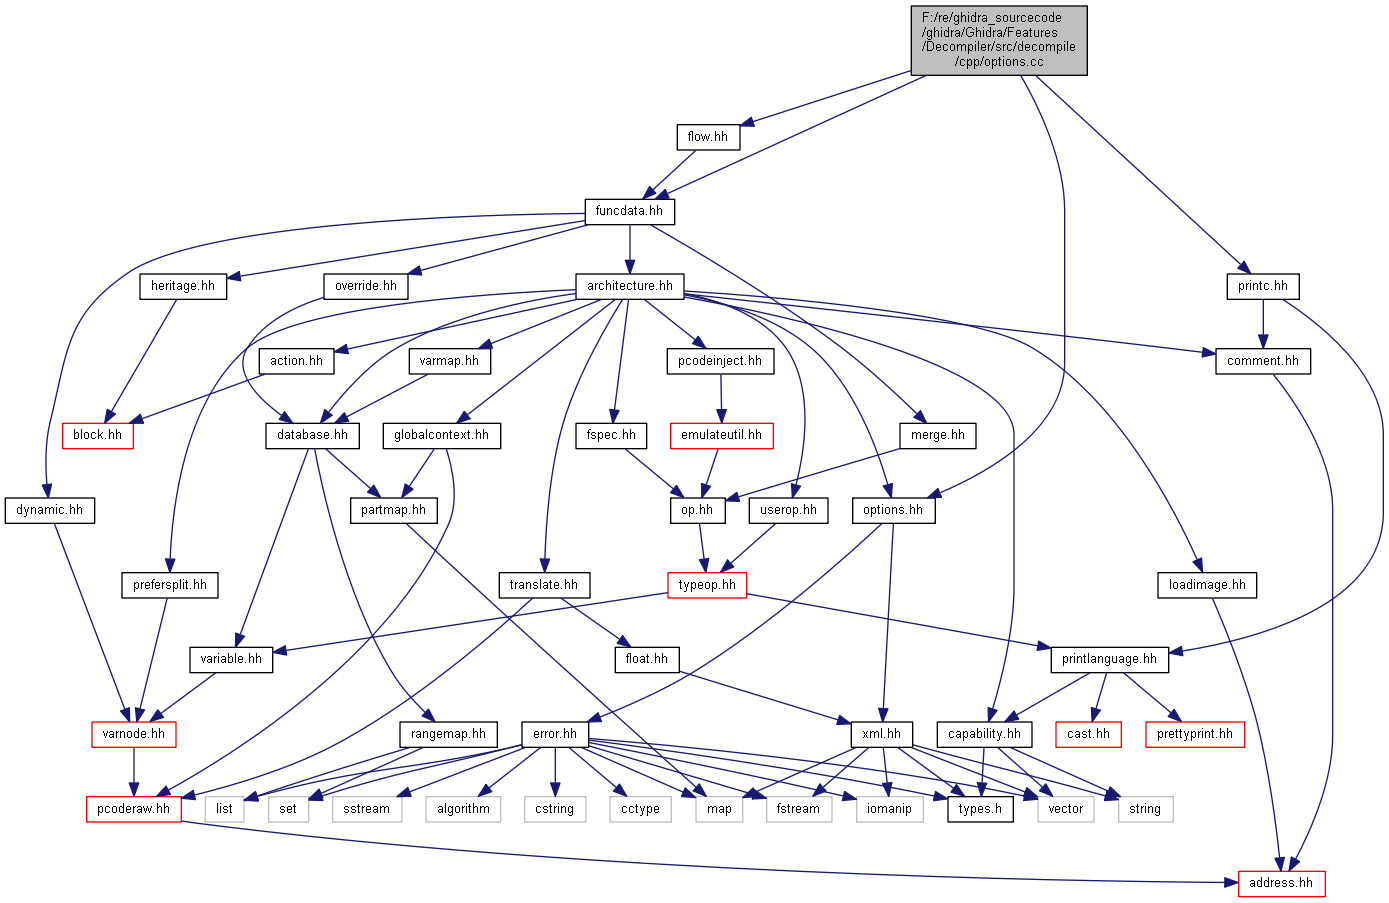 F:/re/ghidra_sourcecode
/ghidra/Ghidra/Features
/Decompiler/src/decompile
/cpp/options.cc
flow.hh
funcdata.hh
heritage.hh
override.hh
architecture.hh
printc.hh
action.hh
varmap.hh
pcodeinject.hh
comment.hh
block.hh
database.hh
globalcontext.hh
fspec.hh
emulateutil.hh
merge.hh
dynamic.hh
partmap.hh
op.hh
userop.hh
options.hh
prefersplit.hh
translate.hh
typeop.hh
loadimage.hh
variable.hh
float.hh
printlanguage.hh
varnode.hh
rangemap.hh
error.hh
xml.hh
capability.hh
cast.hh
prettyprint.hh
pcoderaw.hh
list
set
sstream
algorithm
cstring
cctype
map
fstream
iomanip
types.h
vector
string
address.hh